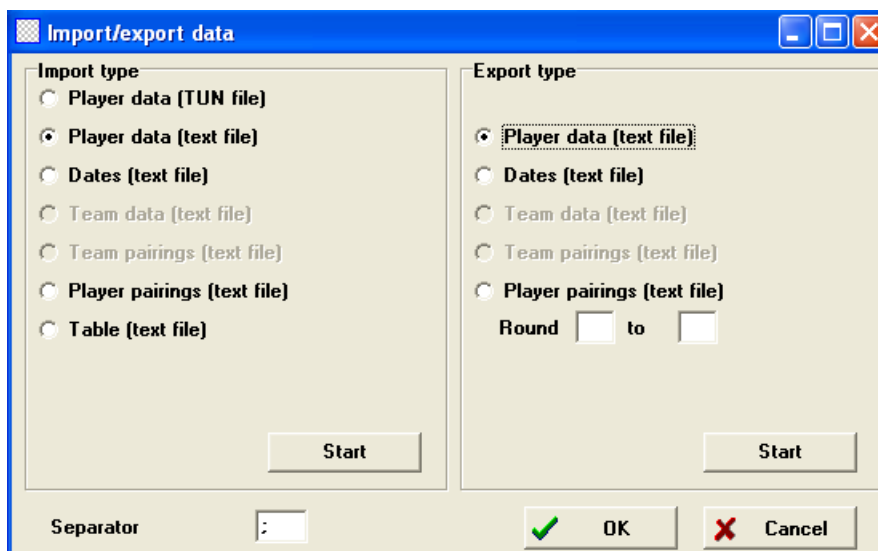 Import/export data
Import type
Player data (TUN file)
Player data (text file)
Dates (text file)
Team data (text file)
Team pairings (text file)
Player pairings (text file)
Table (text file)
Start
Export type
Player data (text file)
Dates (text file)
Team data (text file)
Team pairings (text file)
Player pairings (text file)
Round to
Start
Separator ; OK Cancel